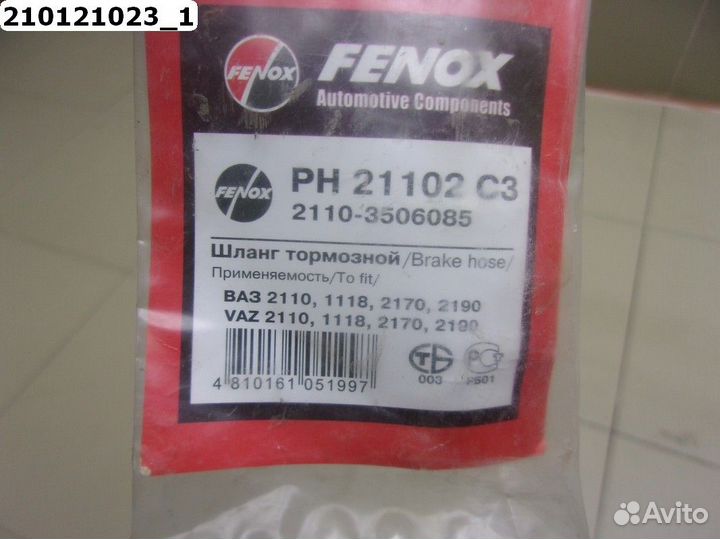 210121023_1
FENOX
FENOX
Automotive Components
FENOX
PH 21102 C3
2110-3506085
Шланг тормозной/Brake hose/
Применяемость/To fit/
ВАЗ 2110, 1118, 2170, 2190
VAZ 2110, 1118, 2170, 2190
4 810161 051997
003
Avito